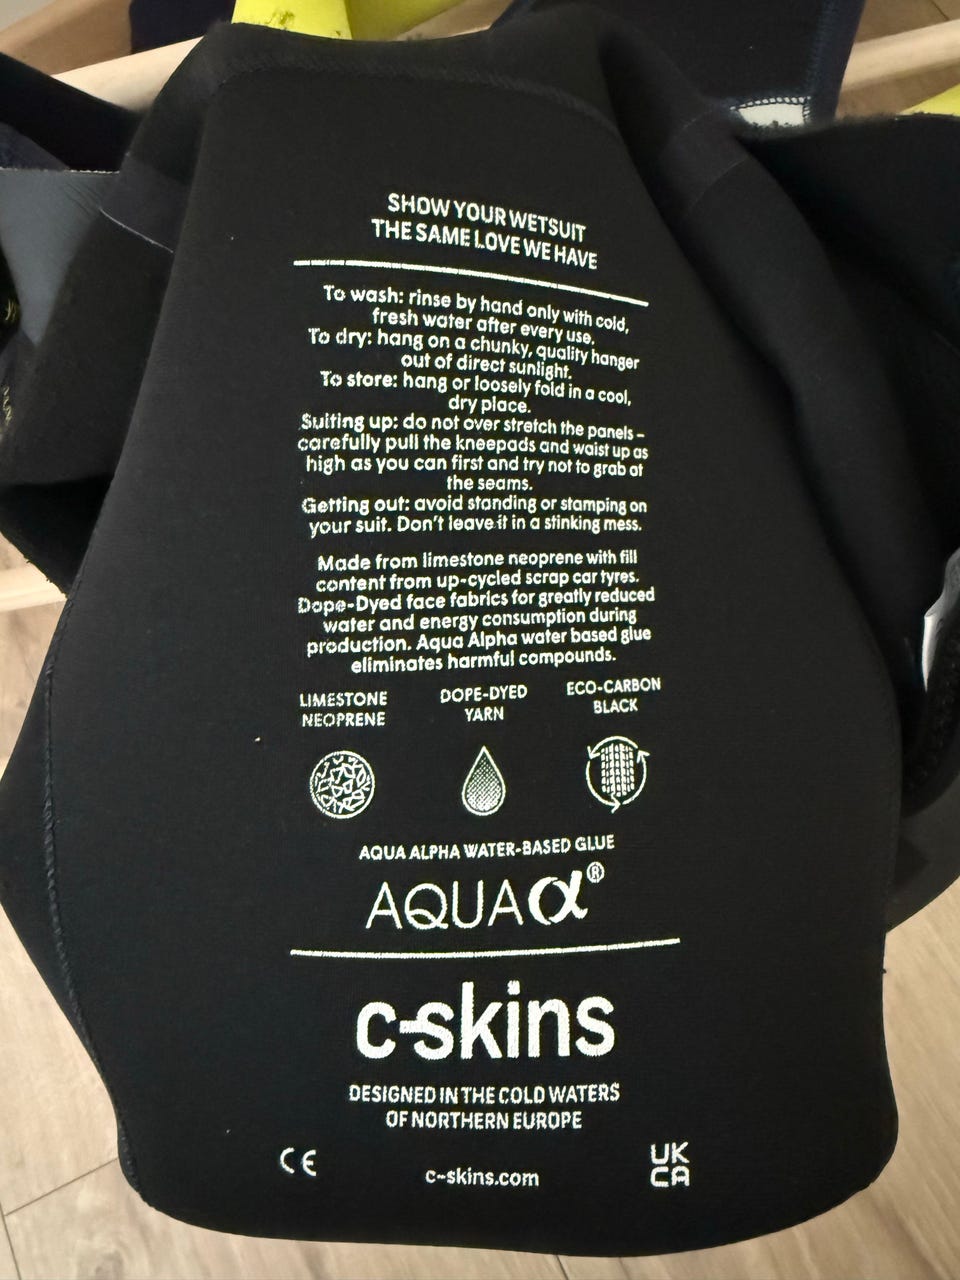 SHOW YOUR WETSUIT
THE SAME LOVE WE HAVE
To wash: rinse by hand only with cold,
fresh water after every use.
To dry: hang on a chunky, quality hanger
out of direct sunlight.
To store: hang or loosely fold in a cool,
dry place.
Suiting up: do not over stretch the panels -
carefully pull the kneepads and waist up as
high as you can first and try not to grab at
the seams.
Getting out: avoid standing or stamping on
your suit. Don't leave it in a stinking mess.
Made from limestone neoprene with fill
content from up-cycled scrap car tyres.
Dope-Dyed face fabrics for greatly reduced
water and energy consumption during
production. Aqua Alpha water based glue
eliminates harmful compounds.
LIMESTONE NEOPRENE
DOPE-DYED YARN
ECO-CARBON BLACK
AQUA ALPHA WATER-BASED GLUE
AQUA α®
c-skins
DESIGNED IN THE COLD WATERS
OF NORTHERN EUROPE
CE
c-skins.com
UK
CA